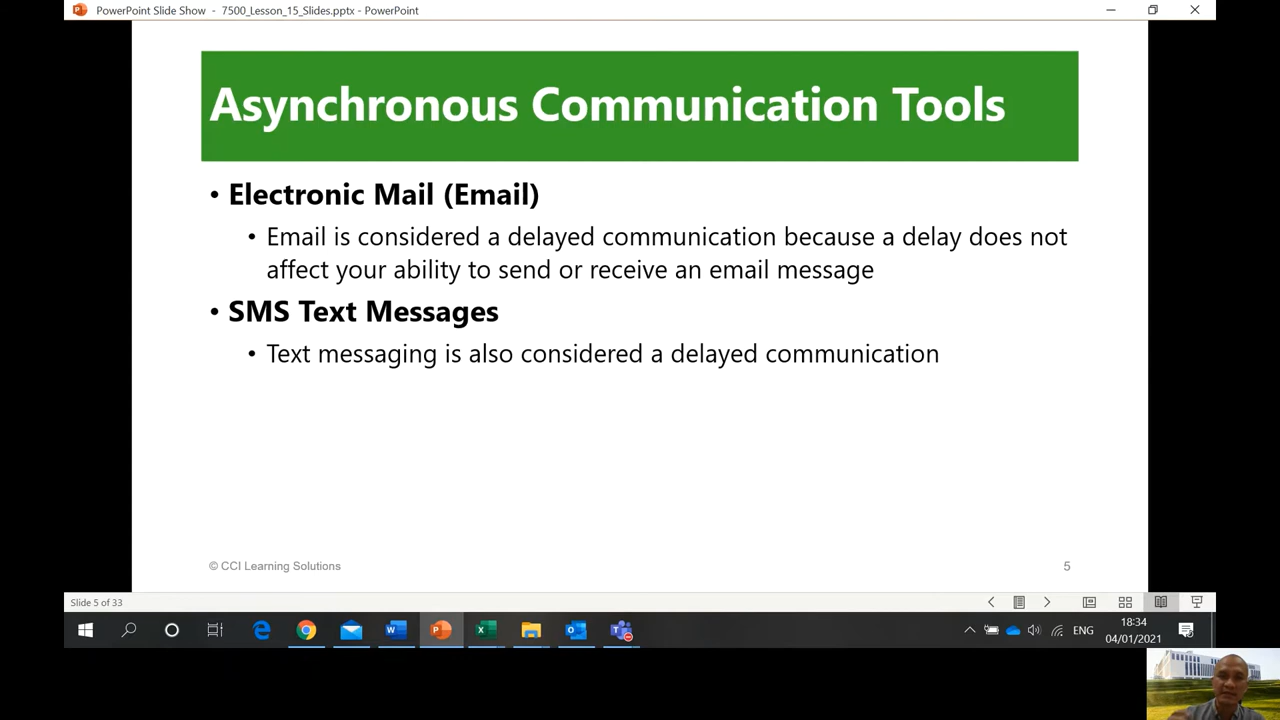 PowerPoint Slide Show - 7500_Lesson_15_Slides.pptx - PowerPoint
Asynchronous Communication Tools
• Electronic Mail (Email)
• Email is considered a delayed communication because a delay does not
affect your ability to send or receive an email message
• SMS Text Messages
• Text messaging is also considered a delayed communication
© CCI Learning Solutions
5
Slide 5 of 33
ENG
18:34
04/01/2021